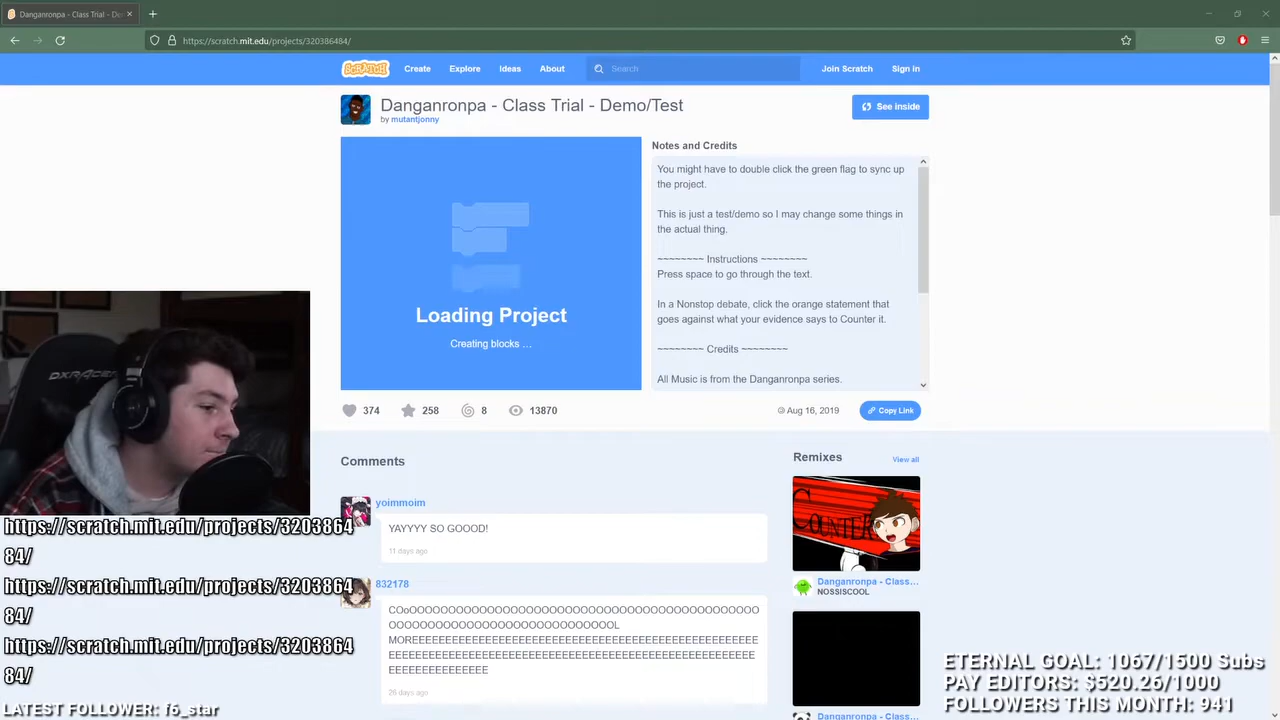 Danganronpa - Class Trial - De
https://scratch.mit.edu/projects/320386484/
SCRATCH
Create
Explore
Ideas
About
Search
Join Scratch
Sign in
Danganronpa - Class Trial - Demo/Test
by mutantjonny
See inside
Loading Project
Creating blocks ...
Notes and Credits
You might have to double click the green flag to sync up
the project.
This is just a test/demo so I may change some things in
the actual thing.
~~~~~~~~ Instructions ~~~~~~~~
Press space to go through the text.
In a Nonstop debate, click the orange statement that
goes against what your evidence says to Counter it.
~~~~~~~~ Credits ~~~~~~~~
All Music is from the Danganronpa series.
374
258
8
13870
© Aug 16, 2019
Copy Link
DXRACER
Comments
yoimmoim
YAYYYY SO GOOOD!
11 days ago
832178
COoOOOOOOOOOOOOOOOOOOOOOOOOOOOOOOOOOOOOOOOOOOOO
OOOOOOOOOOOOOOOOOOOOOOOOOOOOL
MOREEEEEEEEEEEEEEEEEEEEEEEEEEEEEEEEEEEEEEEEEEEEEEE
EEEEEEEEEEEEEEEEEEEEEEEEEEEEEEEEEEEEEEEEEEEEEEEEEEE
EEEEEEEEEEEEEE
26 days ago
Remixes
View all
COUNTER
Danganronpa - Class...
NOSSISCOOL
Danganronpa - Class...
https://scratch.mit.edu/projects/3203864
84/
https://scratch.mit.edu/projects/3203864
84/
https://scratch.mit.edu/projects/3203864
84/
LATEST FOLLOWER: f6_star
ETERNAL GOAL: 1067/1500 Subs
PAY EDITORS: $520.26/1000
FOLLOWERS THIS MONTH: 941